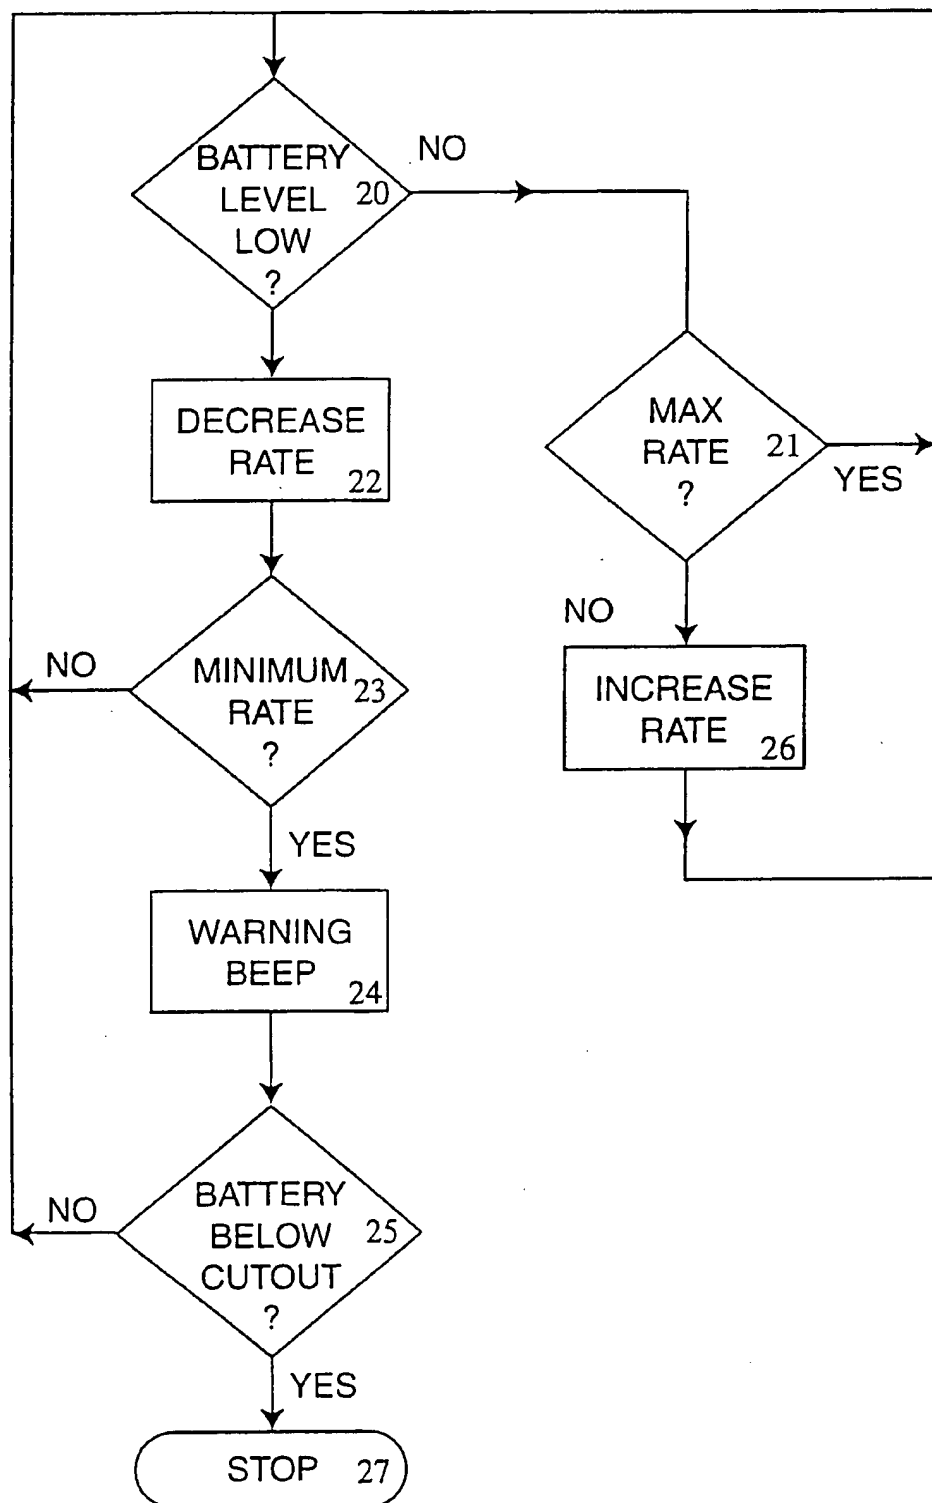 BATTERY
LEVEL
LOW
?
20
NO
DECREASE
RATE
22
MAX
RATE
?
21
YES
NO
MINIMUM
RATE
?
23
NO
INCREASE
RATE
26
YES
WARNING
BEEP
24
BATTERY
BELOW
CUTOUT
?
25
NO
YES
STOP 27